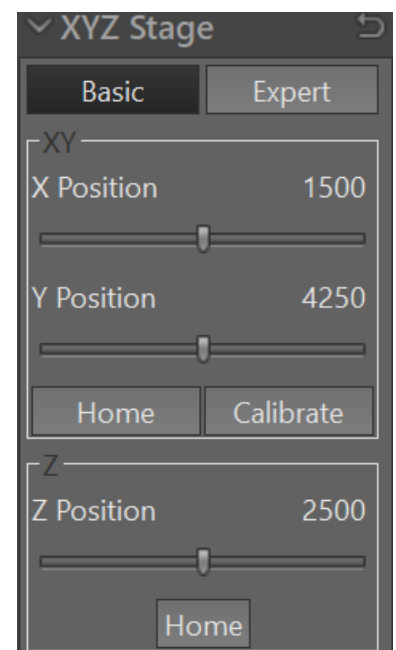 XYZ Stage
Basic Expert
XY
X Position 1500
Y Position 4250
Home Calibrate
Z
Z Position 2500
Home